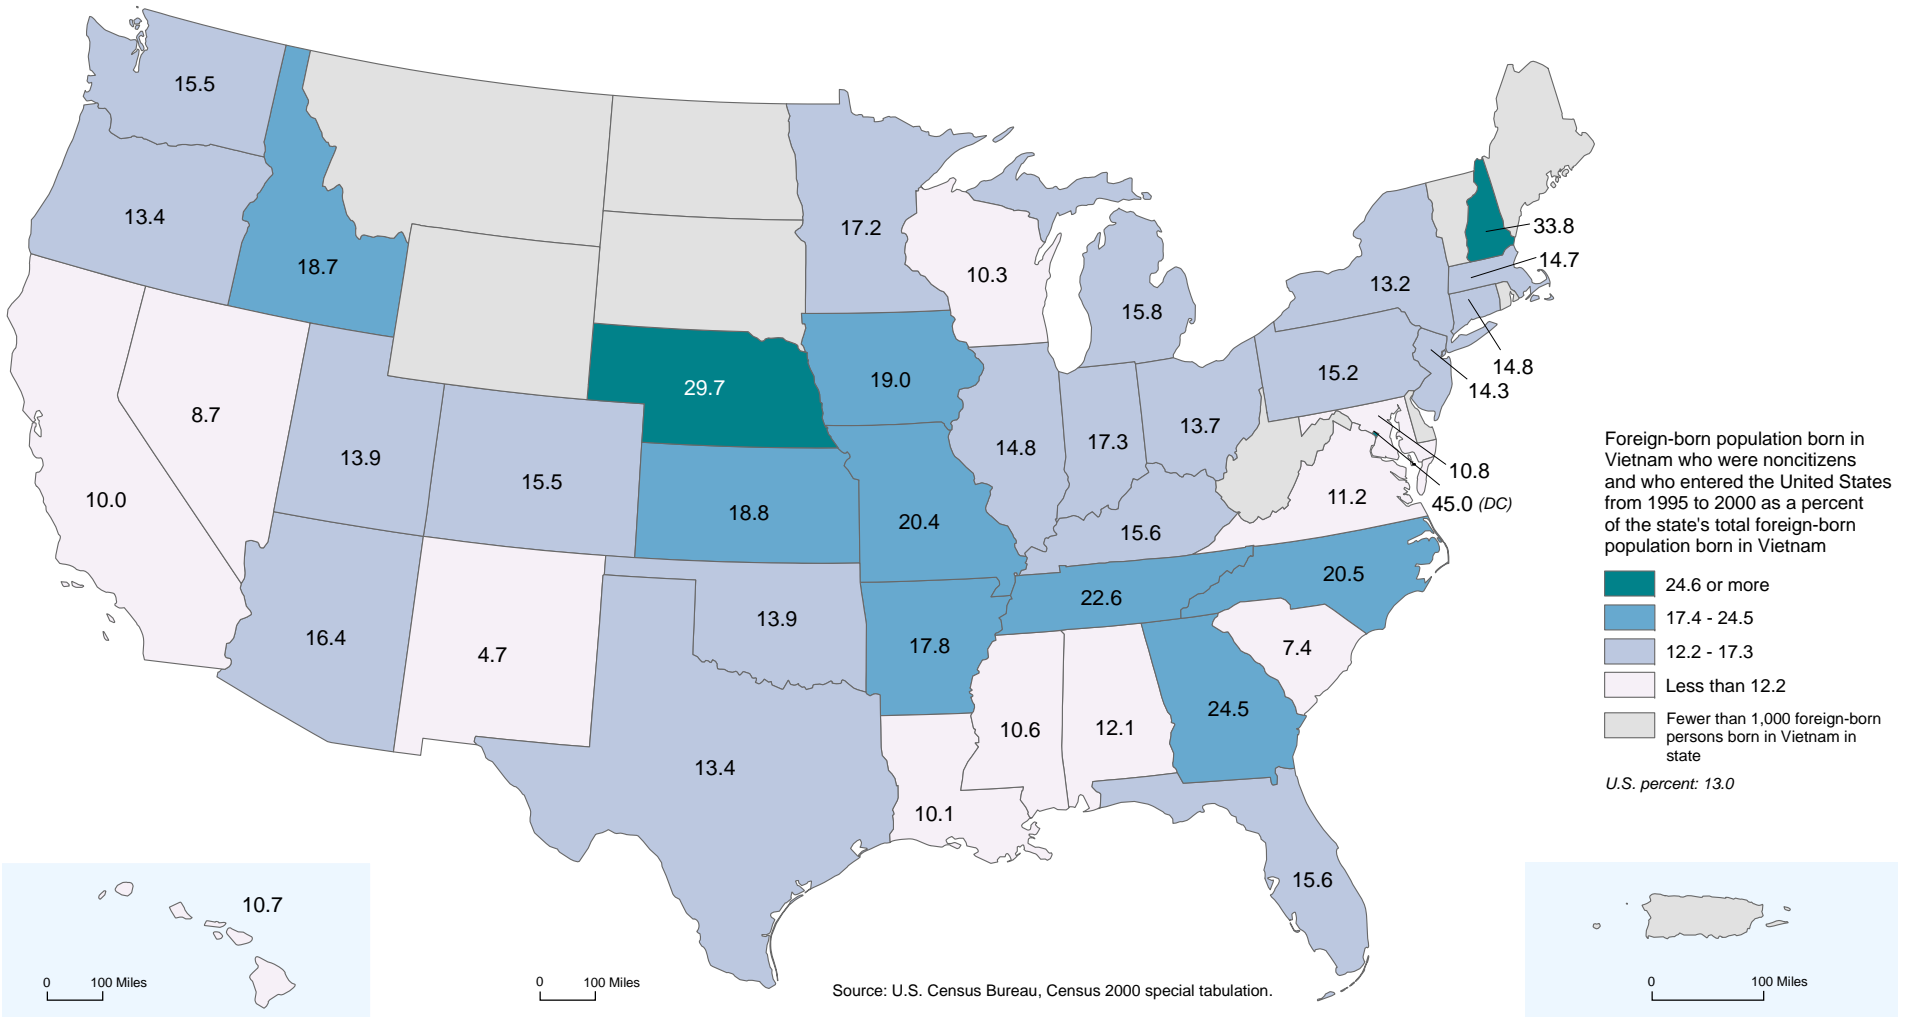 15.5
13.4
18.7
17.2
10.3
15.8
13.2
33.8
14.7
14.8
14.3
15.2
10.8
45.0 (DC)
8.7
10.0
13.9
15.5
29.7
19.0
14.8
17.3
13.7
11.2
18.8
20.4
15.6
20.5
22.6
16.4
4.7
13.9
17.8
7.4
13.4
10.6
12.1
24.5
10.1
15.6
10.7
Foreign-born population born in
Vietnam who were noncitizens
and who entered the United States
from 1995 to 2000 as a percent
of the state's total foreign-born
population born in Vietnam
24.6 or more
17.4 - 24.5
12.2 - 17.3
Less than 12.2
Fewer than 1,000 foreign-born
persons born in Vietnam in
state
U.S. percent: 13.0
0 100 Miles
0 100 Miles
0 100 Miles
Source: U.S. Census Bureau, Census 2000 special tabulation.